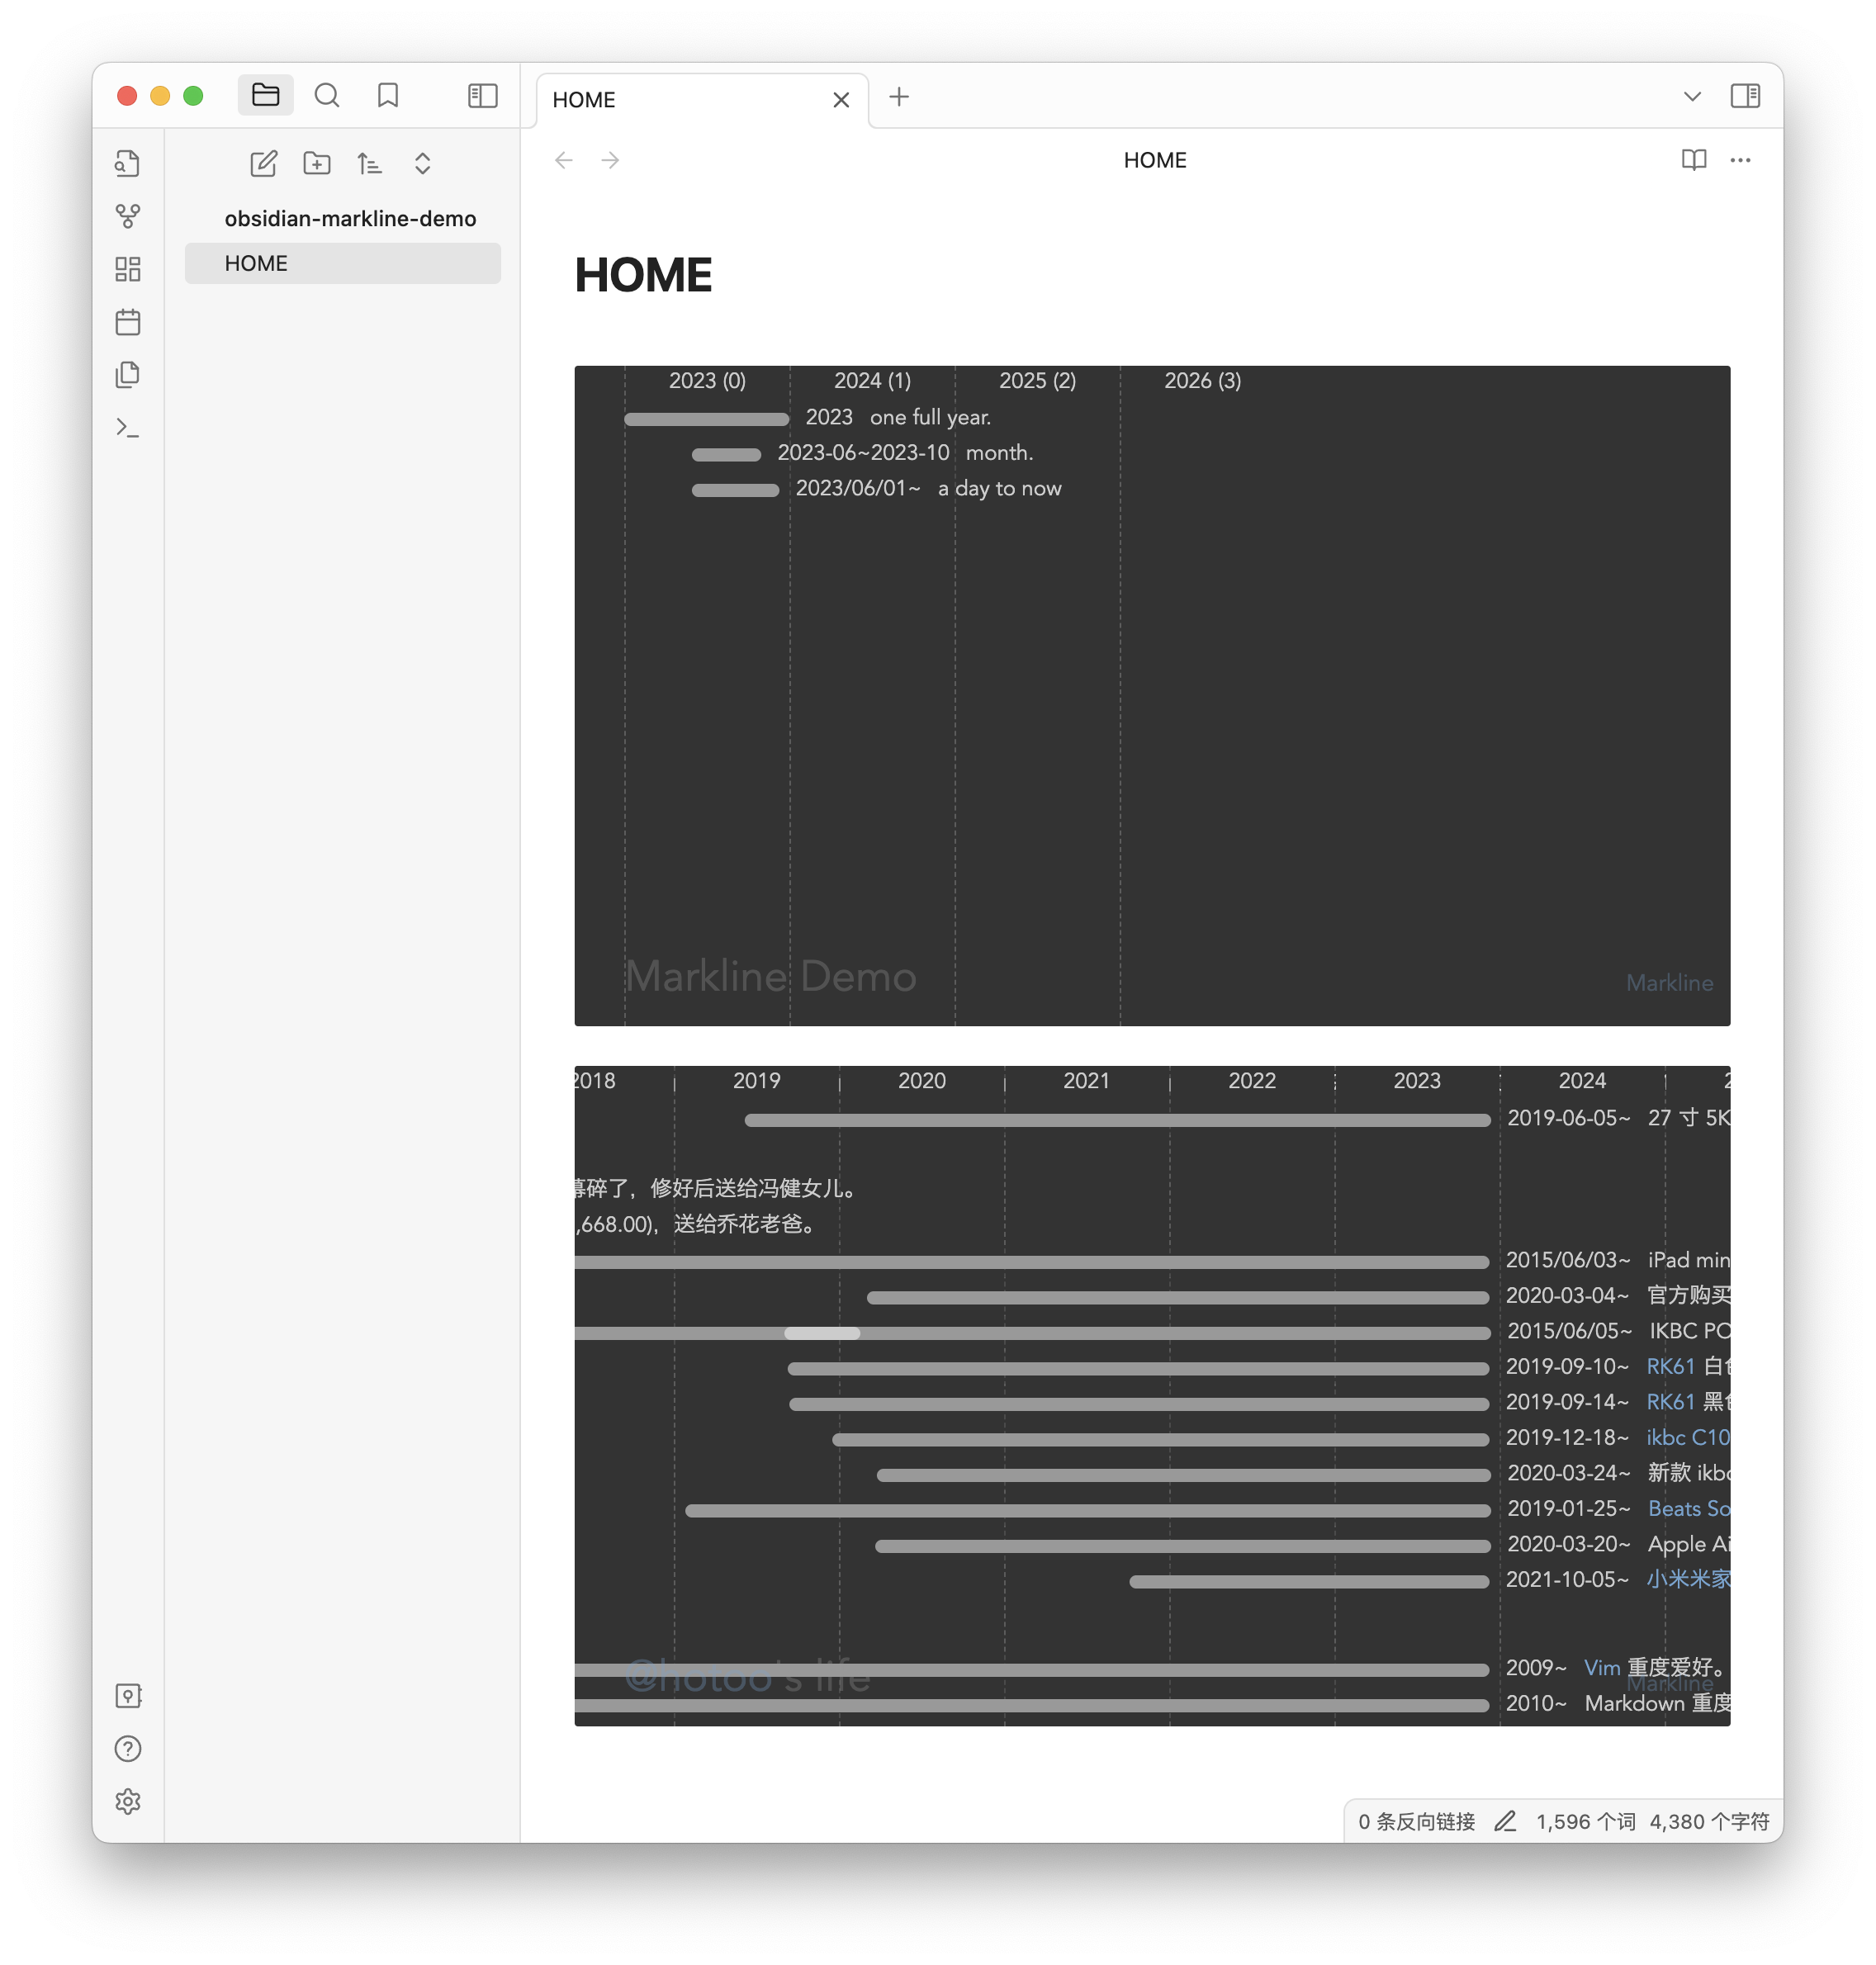 HOME
HOME
obsidian-markline-demo
HOME
HOME
2023 (0) 2024 (1) 2025 (2) 2026 (3)
2023 one full year.
2023-06~2023-10 month.
2023/06/01~ a day to now
Markline Demo
Markline
2018 2019 2020 2021 2022 2023 2024
2019-06-05~ 27 寸 5K
碎了，修好后送给冯健女儿。
,668.00)，送给乔花老爸。
2015/06/03~ iPad min
2020-03-04~ 官方购买
2015/06/05~ IKBC PO
2019-09-10~ RK61 白
2019-09-14~ RK61 黑
2019-12-18~ ikbc C10
2020-03-24~ 新款 ikbc
2019-01-25~ Beats So
2020-03-20~ Apple Ai
2021-10-05~ 小米米家
2009~ Vim 重度爱好。
@hotoo's life
Markline
2010~ Markdown 重度
0 条反向链接 1,596 个词 4,380 个字符